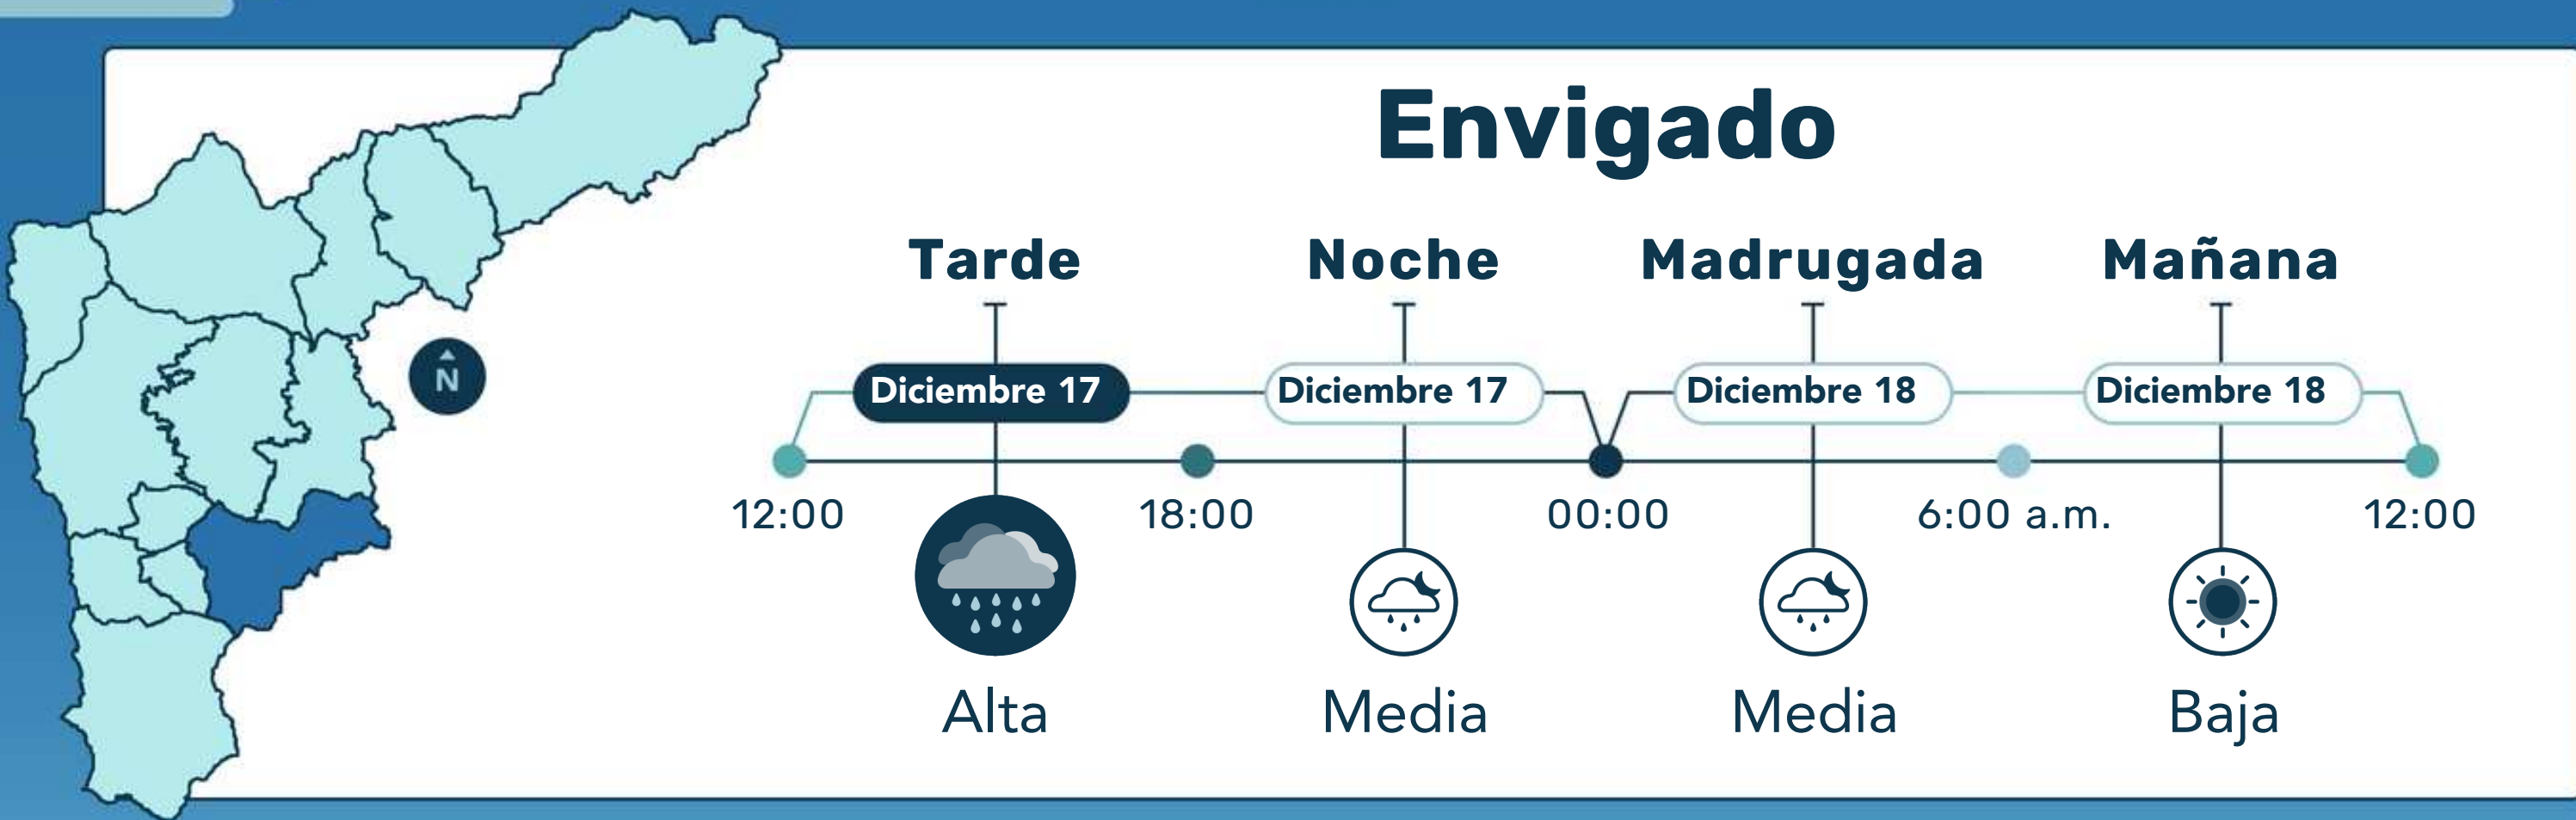 Envigado
Tarde Noche Madrugada Mañana
N
Diciembre 17 Diciembre 17 Diciembre 18 Diciembre 18
12:00 18:00 00:00 6:00 a.m. 12:00
Alta Media Media Baja